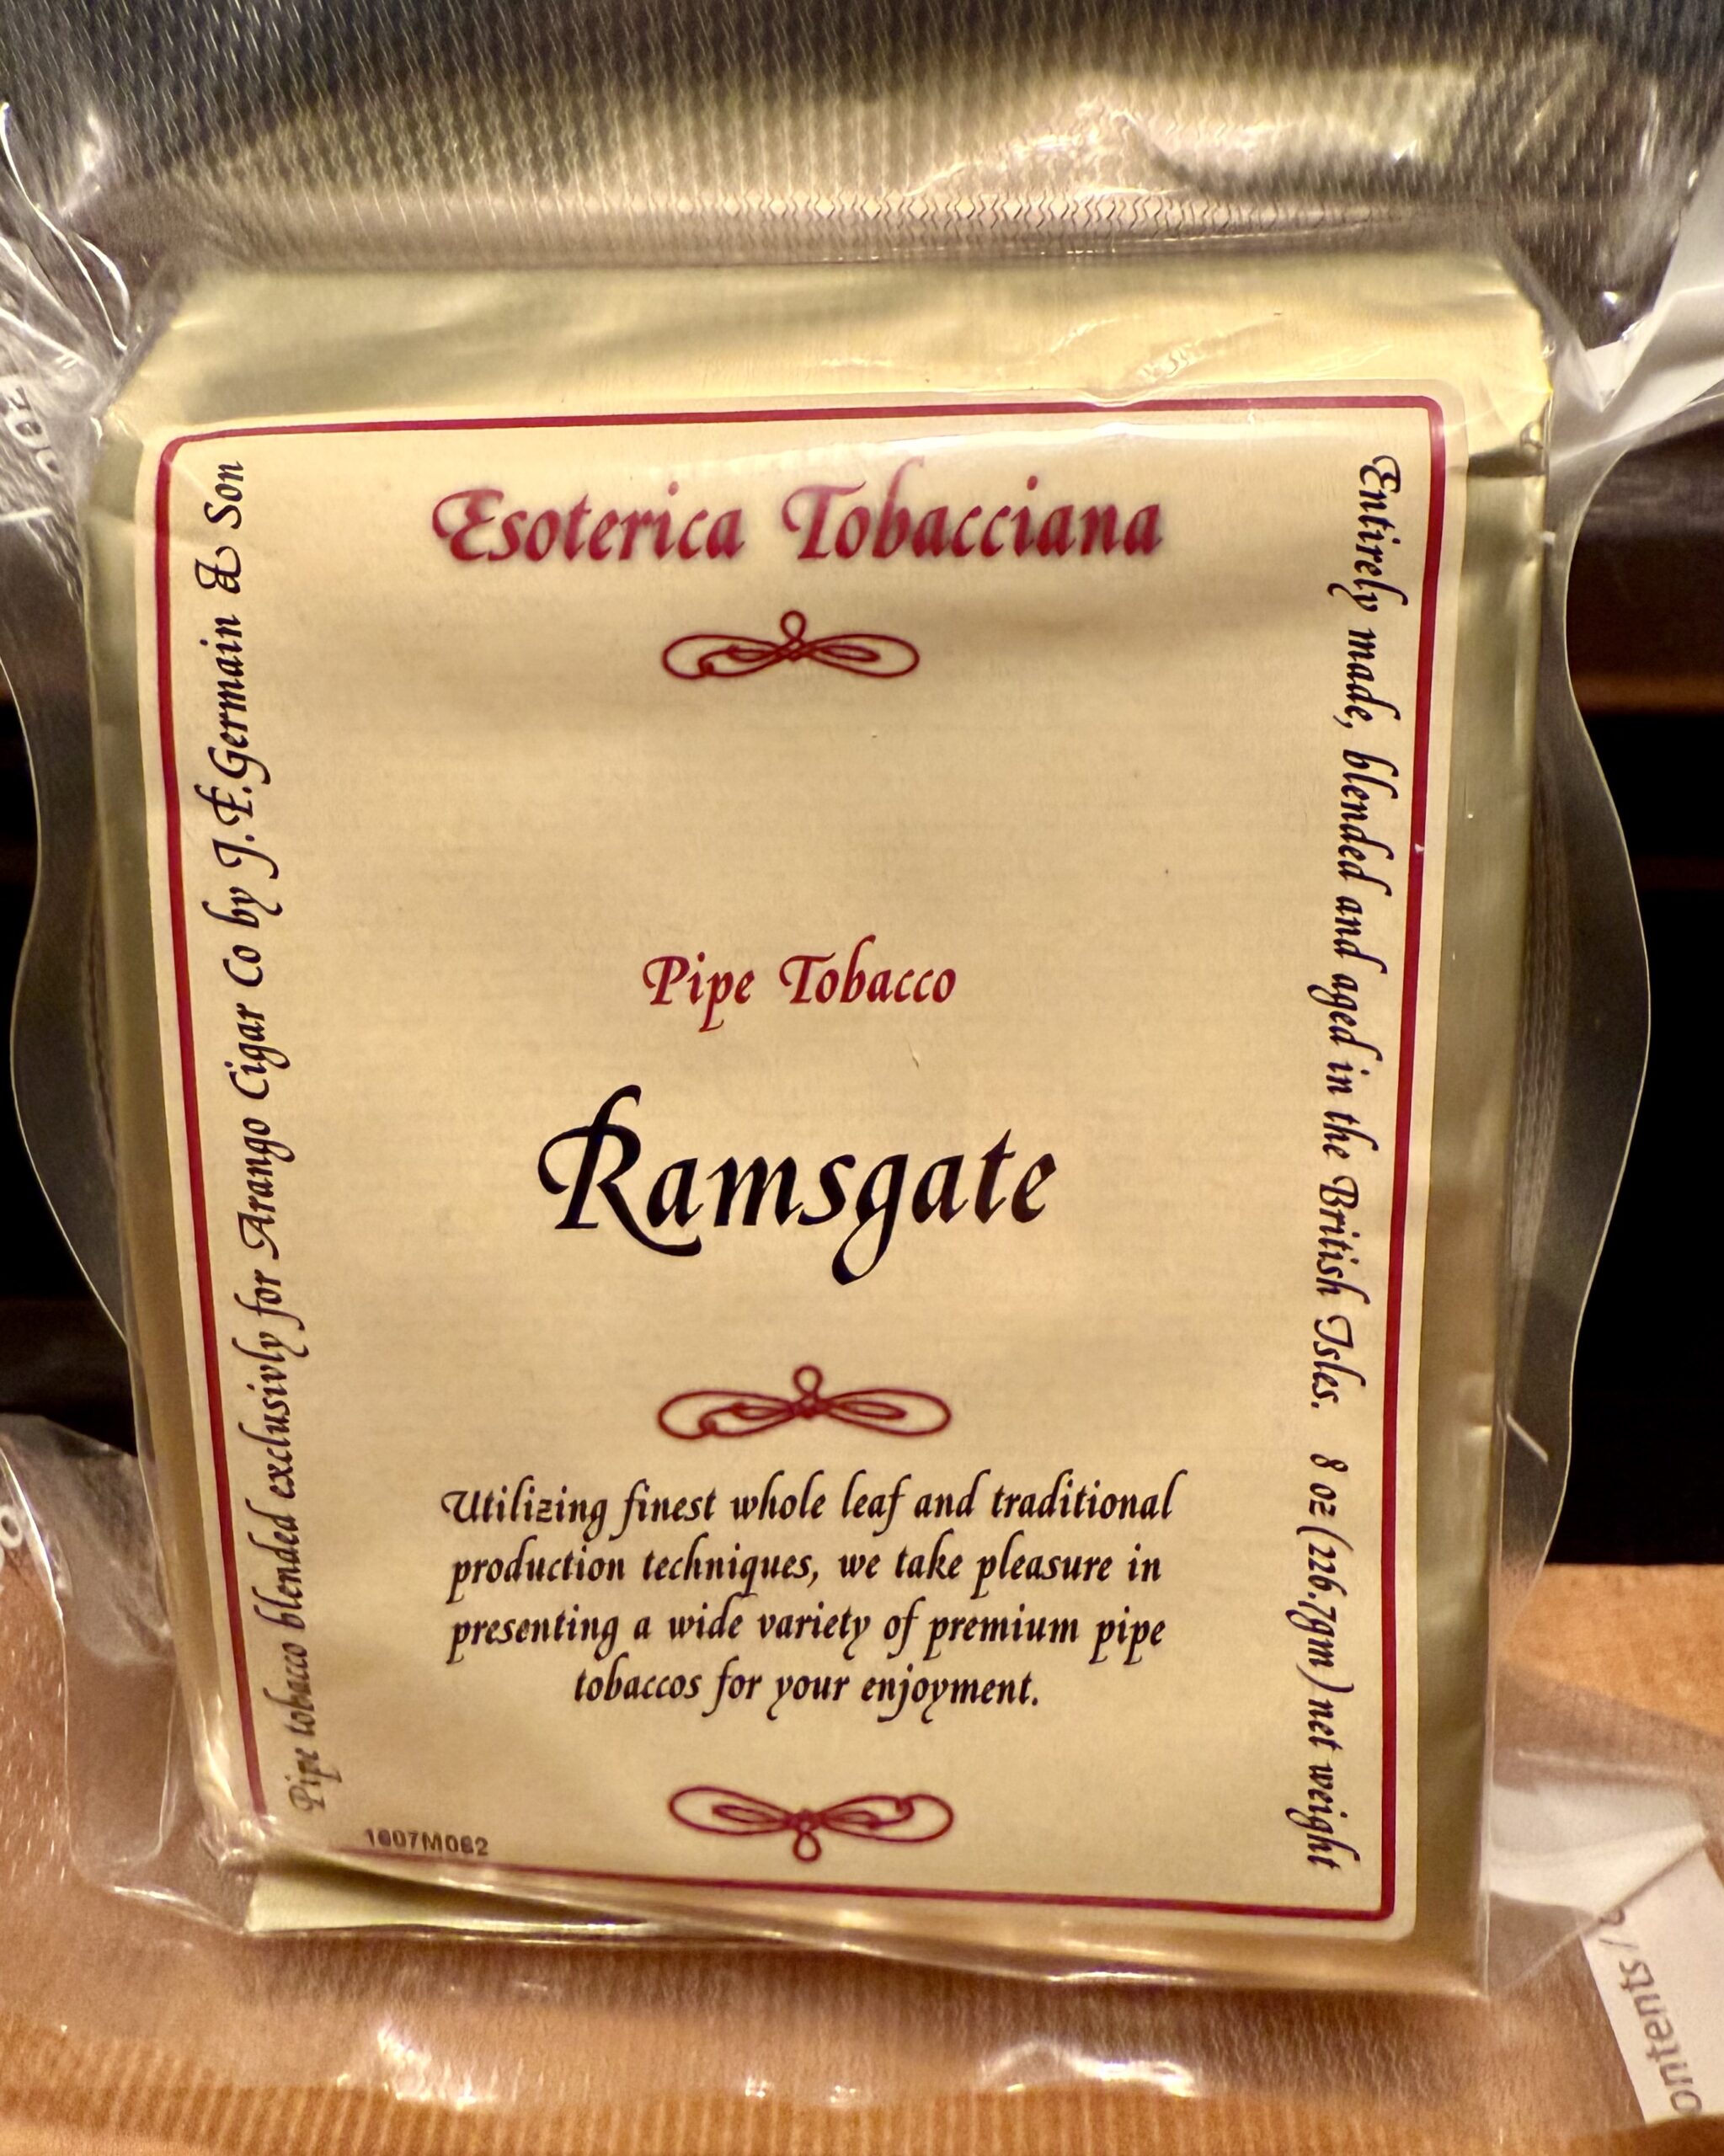 Esoterica Tobacciana
Pipe Tobacco
Ramsgate
Utilizing finest whole leaf and traditional
production techniques, we take pleasure in
presenting a wide variety of premium pipe
tobaccos for your enjoyment.
Pipe tobacco blended exclusivly for Arango Cigar Co by J.F.Germain & Son
Entirely made, blended and aged in the British Isles. 8 oz (226.7gm) net weight